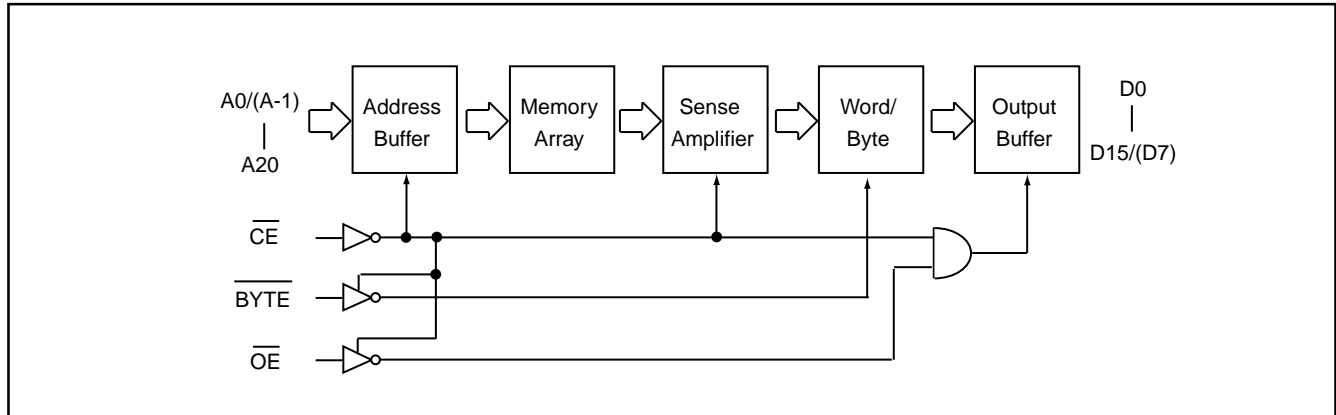 A0/(A-1)
A20
Address
Buffer
Memory
Array
Sense
Amplifier
Word/
Byte
Output
Buffer
D0
D15/(D7)
CE
BYTE
OE